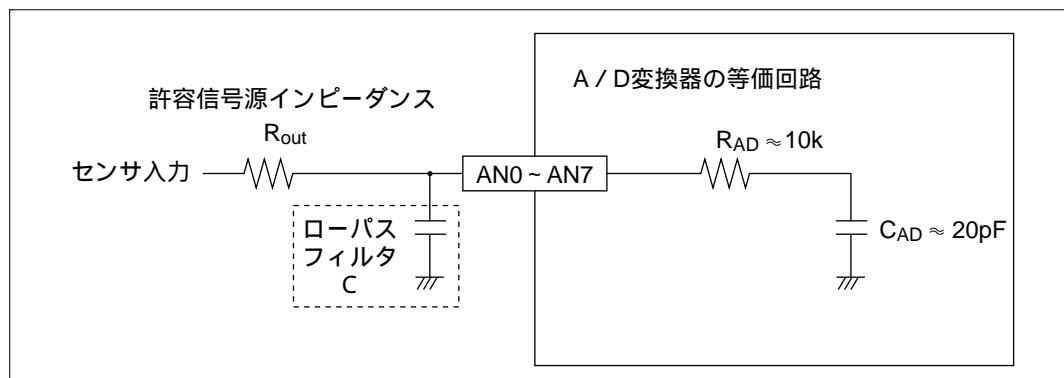 A / D変換器の等価回路
許容信号源インピーダンス
Rout
RAD ≈ 10k
センサ入力
AN0 ~ AN7
ローパス
フィルタ
C
CAD ≈ 20pF